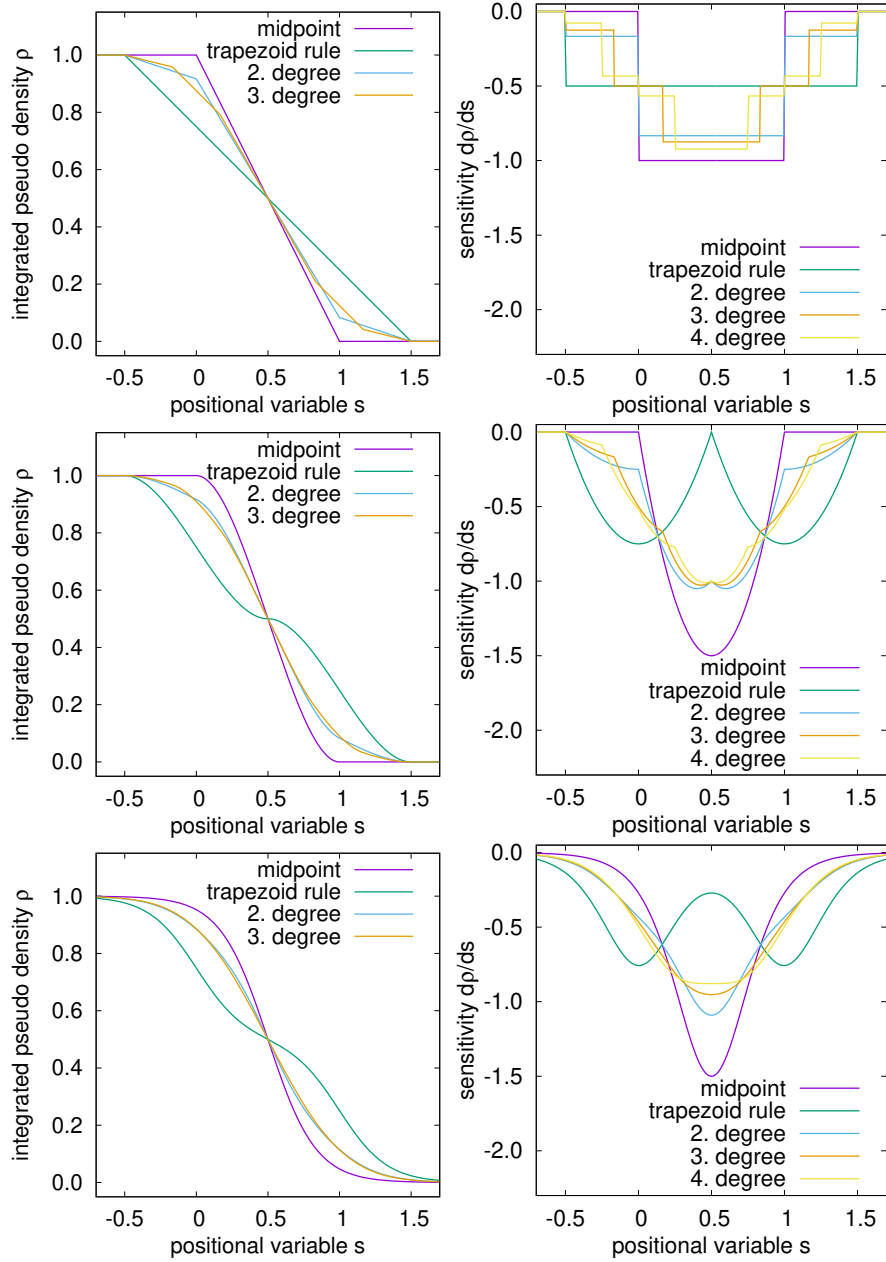 integrated pseudo density ρ
1.0
0.8
0.6
0.4
0.2
0.0
midpoint
trapezoid rule
2. degree
3. degree
-0.5 0 0.5 1 1.5
positional variable s
sensitivity dρ/ds
0.0
-0.5
-1.0
-1.5
-2.0
midpoint
trapezoid rule
2. degree
3. degree
4. degree
-0.5 0 0.5 1 1.5
positional variable s
integrated pseudo density ρ
1.0
0.8
0.6
0.4
0.2
0.0
midpoint
trapezoid rule
2. degree
3. degree
-0.5 0 0.5 1 1.5
positional variable s
sensitivity dρ/ds
0.0
-0.5
-1.0
-1.5
-2.0
midpoint
trapezoid rule
2. degree
3. degree
4. degree
-0.5 0 0.5 1 1.5
positional variable s
integrated pseudo density ρ
1.0
0.8
0.6
0.4
0.2
0.0
midpoint
trapezoid rule
2. degree
3. degree
-0.5 0 0.5 1 1.5
positional variable s
sensitivity dρ/ds
0.0
-0.5
-1.0
-1.5
-2.0
midpoint
trapezoid rule
2. degree
3. degree
4. degree
-0.5 0 0.5 1 1.5
positional variable s